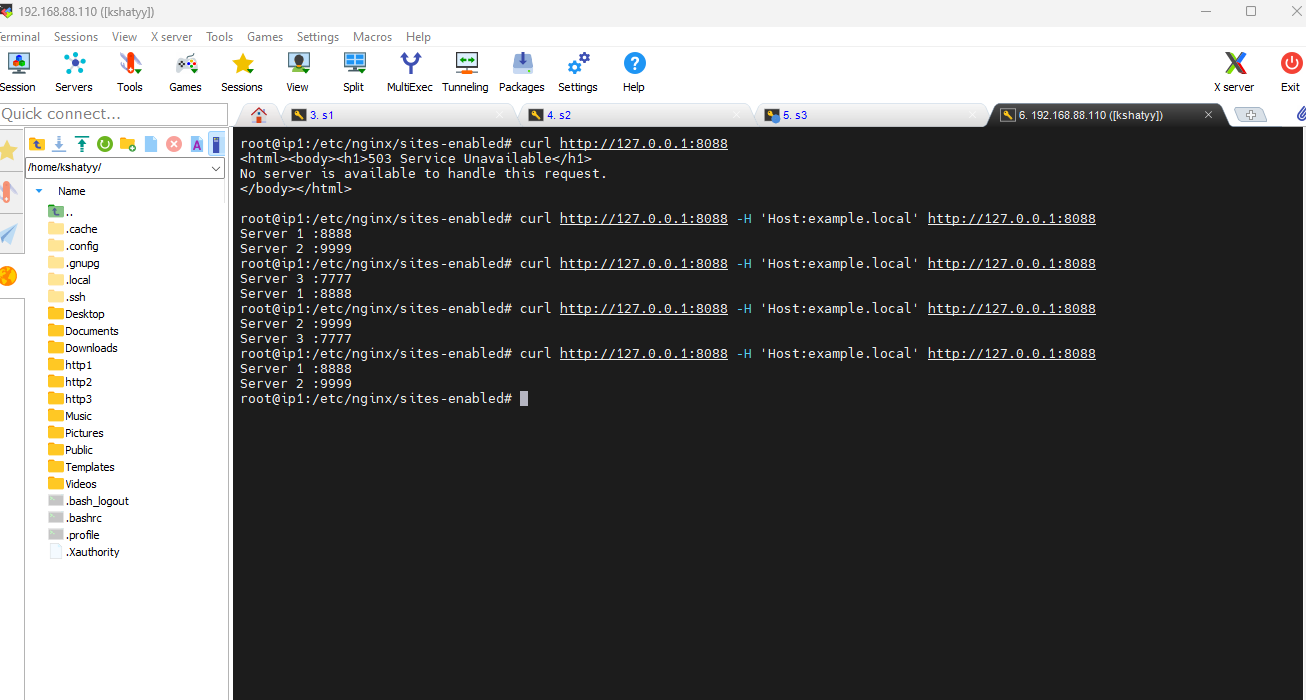 192.168.88.110 ([kshatyy])
Terminal Sessions View X server Tools Games Settings Macros Help
Session Servers Tools Games Sessions View Split MultiExec Tunneling Packages Settings Help X server Exit
Quick connect...
3. s1
4. s2
5. s3
6. 192.168.88.110 ([kshatyy])
/home/kshatyy/
Name
..
.cache
.config
.gnupg
.local
.ssh
Desktop
Documents
Downloads
http1
http2
http3
Music
Pictures
Public
Templates
Videos
.bash_logout
.bashrc
.profile
.Xauthority
root@ip1:/etc/nginx/sites-enabled# curl http://127.0.0.1:8088
<html><body><h1>503 Service Unavailable</h1>
No server is available to handle this request.
</body></html>
root@ip1:/etc/nginx/sites-enabled# curl http://127.0.0.1:8088 -H 'Host:example.local' http://127.0.0.1:8088
Server 1 :8888
Server 2 :9999
root@ip1:/etc/nginx/sites-enabled# curl http://127.0.0.1:8088 -H 'Host:example.local' http://127.0.0.1:8088
Server 3 :7777
Server 1 :8888
root@ip1:/etc/nginx/sites-enabled# curl http://127.0.0.1:8088 -H 'Host:example.local' http://127.0.0.1:8088
Server 2 :9999
Server 3 :7777
root@ip1:/etc/nginx/sites-enabled# curl http://127.0.0.1:8088 -H 'Host:example.local' http://127.0.0.1:8088
Server 1 :8888
Server 2 :9999
root@ip1:/etc/nginx/sites-enabled#